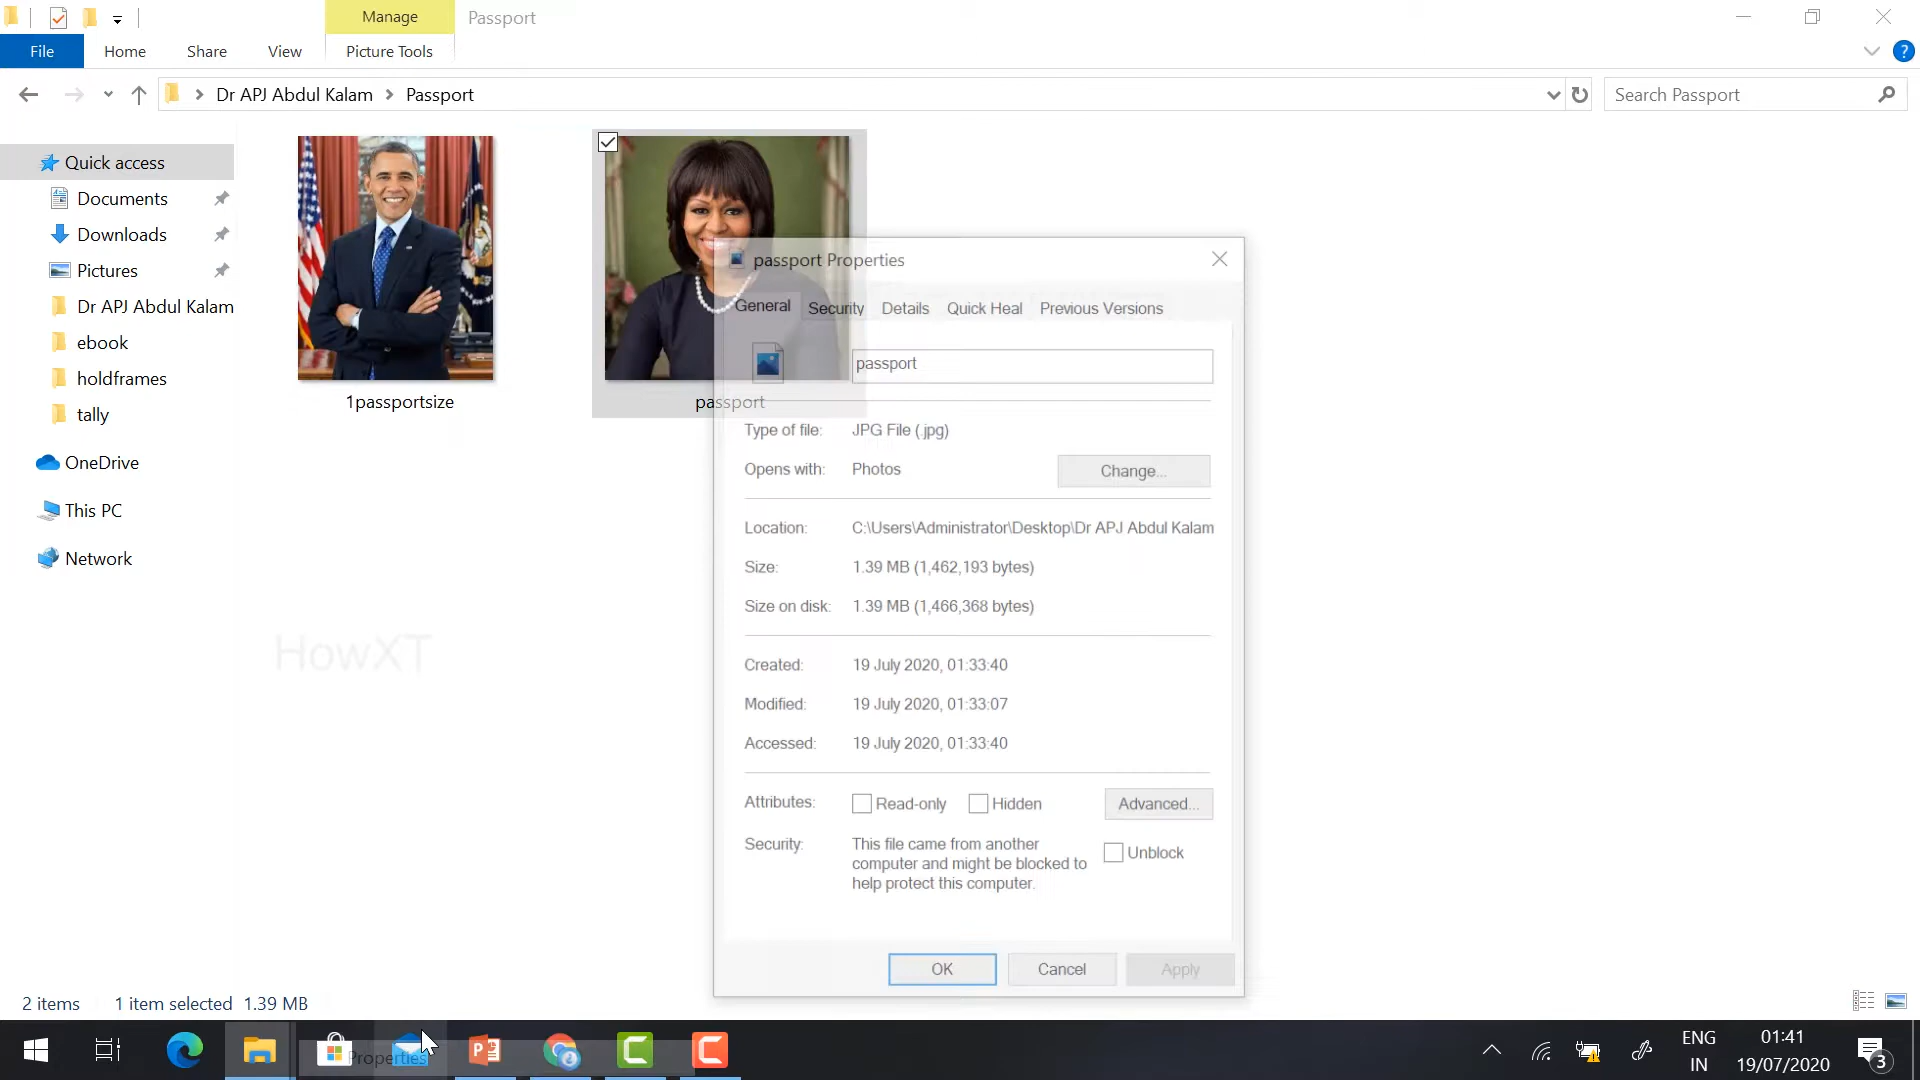 Manage
Passport
File
Home
Share
View
Picture Tools
?
Dr APJ Abdul Kalam
Passport
Search Passport
Quick access
Documents
Downloads
Pictures
Dr APJ Abdul Kalam
ebook
holdframes
tally
OneDrive
This PC
Network
1passportsize
passport
passport Properties
General
Security
Details
Quick Heal
Previous Versions
passport
Type of file: JPG File (.jpg)
Opens with: Photos
Change...
Location: C:\Users\Administrator\Desktop\Dr APJ Abdul Kalam
Size: 1.39 MB (1,462,193 bytes)
Size on disk: 1.39 MB (1,466,368 bytes)
Created: 19 July 2020, 01:33:40
Modified: 19 July 2020, 01:33:07
Accessed: 19 July 2020, 01:33:40
Attributes: Read-only Hidden
Advanced...
Security: This file came from another
computer and might be blocked to
help protect this computer.
Unblock
OK
Cancel
Apply
HowXT
2 items 1 item selected 1.39 MB
Properties
ENG
IN
01:41
19/07/2020
3